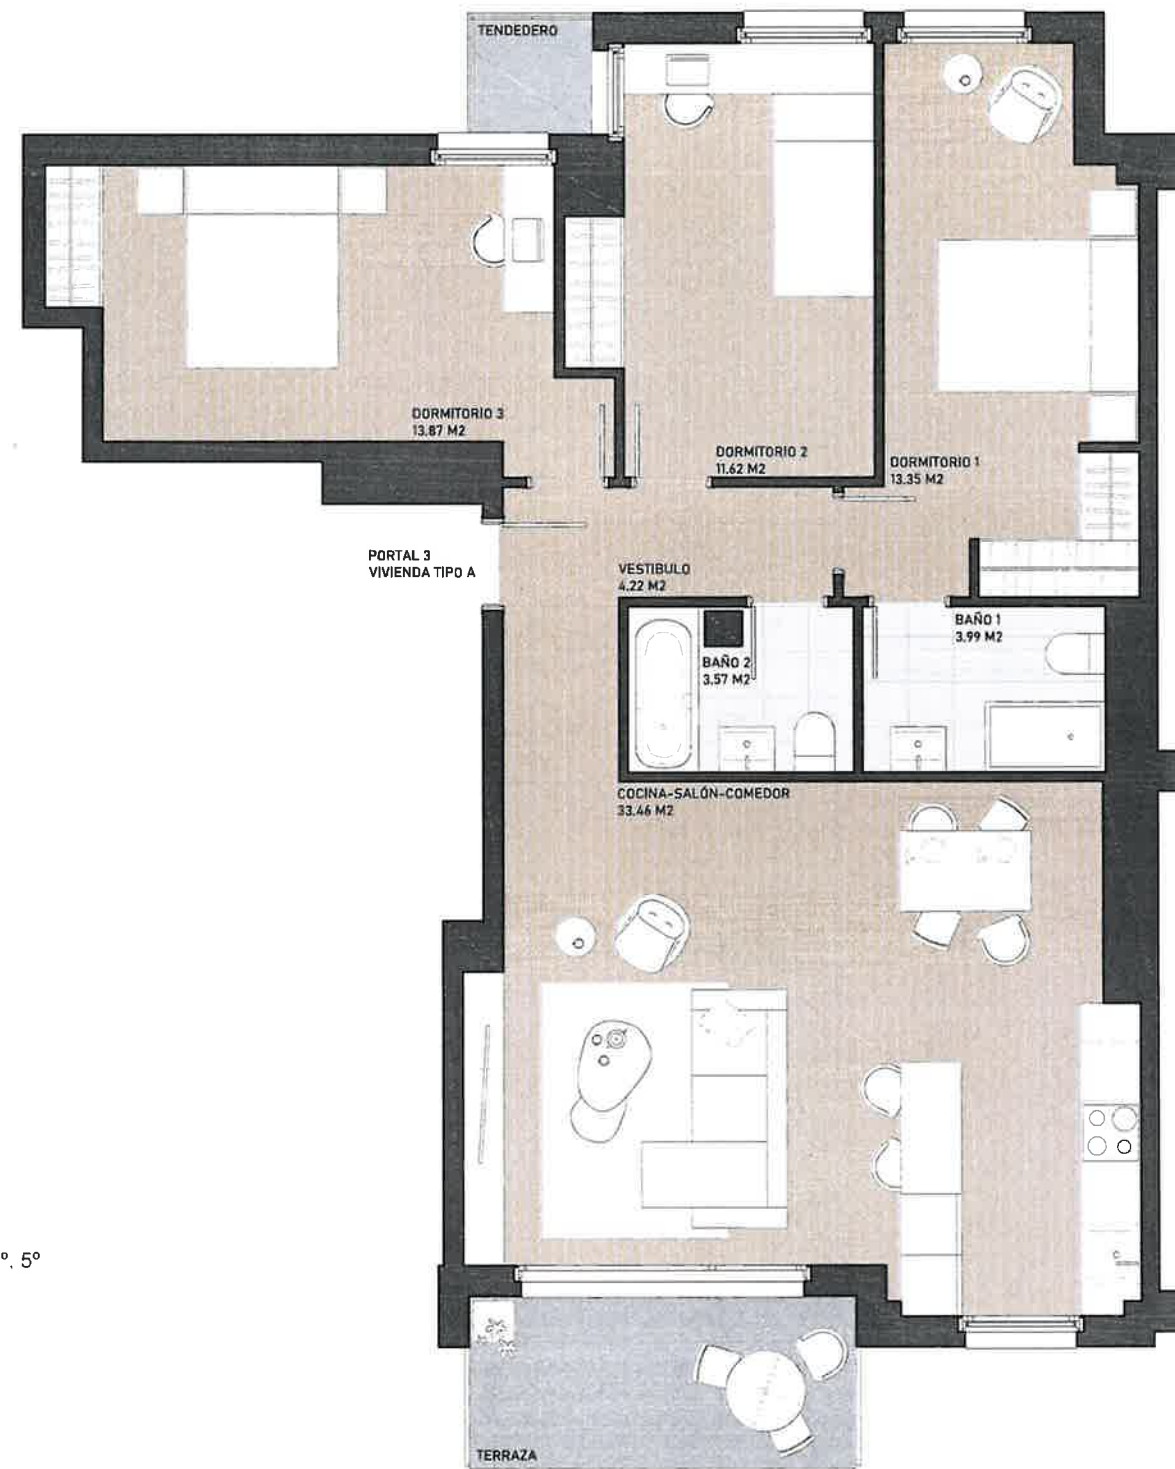 TENDEDERO
DORMITORIO 3
13.87 M2
DORMITORIO 2
11.62 M2
DORMITORIO 1
13.35 M2
PORTAL 3
VIVIENDA TIPO A
VESTIBULO
4.22 M2
BAÑO 1
3.99 M2
BAÑO 2
3.57 M2
COCINA-SALÓN-COMEDOR
33.46 M2
º. 5º
TERRAZA